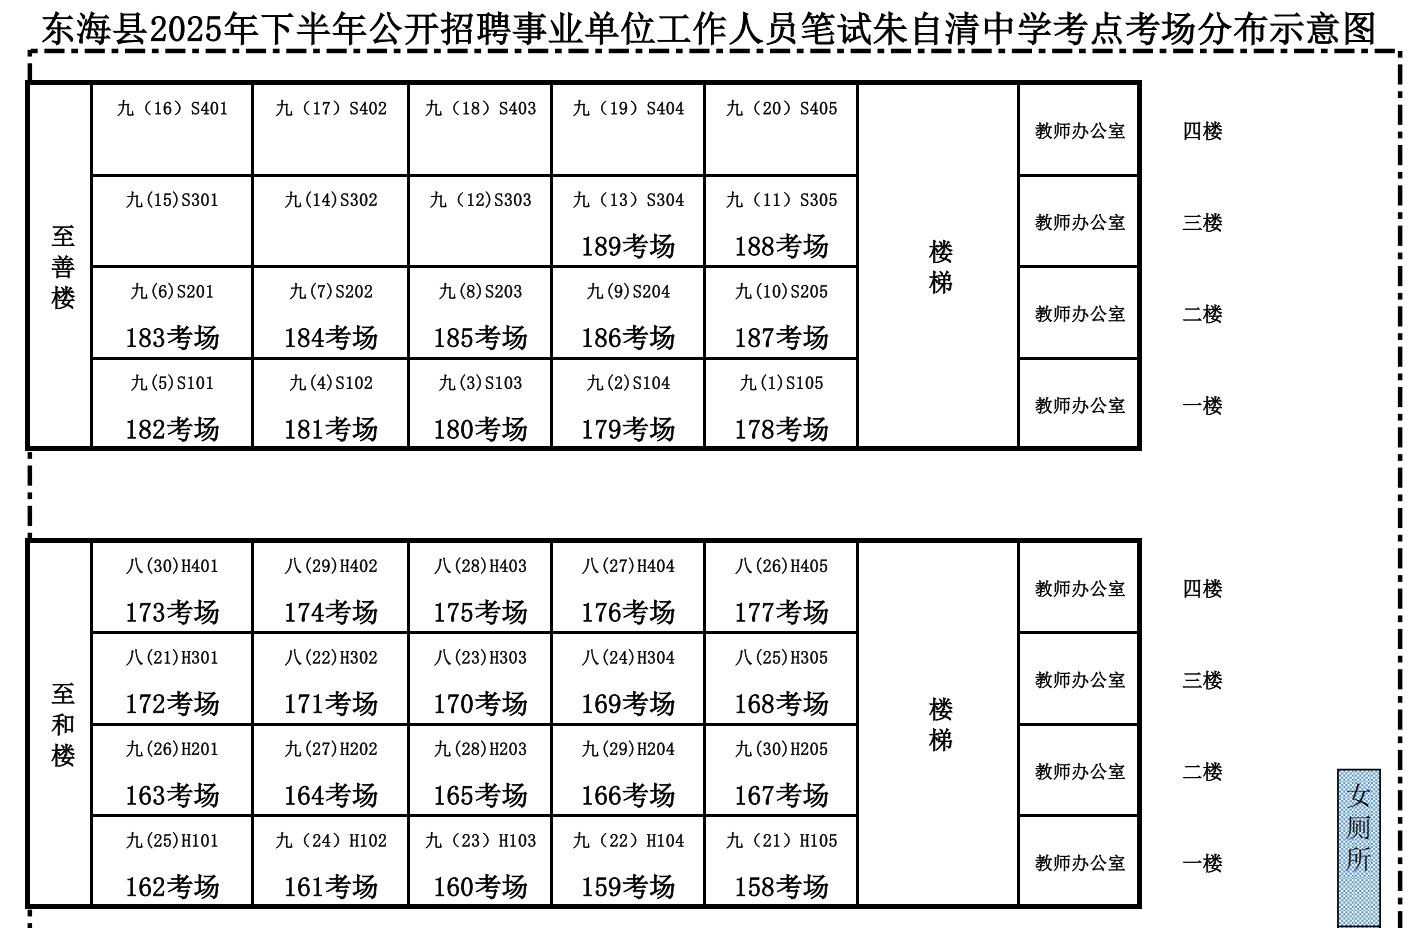 东海县2025年下半年公开招聘事业单位工作人员笔试朱自清中学考点考场分布示意图
至善楼
九（16）S401 九（17）S402 九（18）S403 九（19）S404 九（20）S405
教师办公室 四楼
九(15)S301 九(14)S302 九（12)S303 九（13）S304 九（11）S305
189考场 188考场
教师办公室 三楼
楼梯
九(6)S201 九(7)S202 九(8)S203 九(9)S204 九(10)S205
183考场 184考场 185考场 186考场 187考场
教师办公室 二楼
九(5)S101 九(4)S102 九(3)S103 九(2)S104 九(1)S105
182考场 181考场 180考场 179考场 178考场
教师办公室 一楼
至和楼
八(30)H401 八(29)H402 八(28)H403 八(27)H404 八(26)H405
173考场 174考场 175考场 176考场 177考场
教师办公室 四楼
八(21)H301 八(22)H302 八(23)H303 八(24)H304 八(25)H305
172考场 171考场 170考场 169考场 168考场
教师办公室 三楼
楼梯
九(26)H201 九(27)H202 九(28)H203 九(29)H204 九(30)H205
163考场 164考场 165考场 166考场 167考场
教师办公室 二楼
九(25)H101 九（24）H102 九（23）H103 九（22）H104 九（21）H105
162考场 161考场 160考场 159考场 158考场
教师办公室 一楼
女厕所